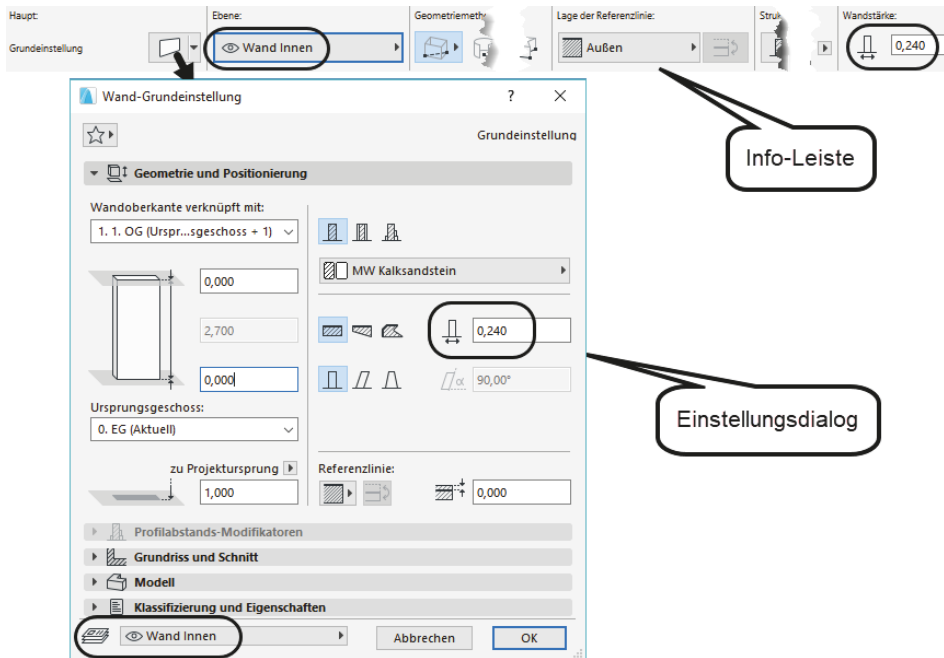 Haupt:
Ebene:
Geometriemeth
Lage der Referenzlinie:
Struk
Wandstärke:
Grundeinstellung
Wand Innen
Außen
0,240
Info-Leiste
Wand-Grundeinstellung
? ×
Grundeinstellung
Geometrie und Positionierung
Wandoberkante verknüpft mit:
1. 1. OG (Urspr...sgeschoss + 1)
0,000
MW Kalksandstein
2,700
0,240
0,000
α 90,00°
Ursprungsgeschoss:
0. EG (Aktuell)
Einstellungsdialog
zu Projektursprung
Referenzlinie:
1,000
0,000
Profilabstands-Modifikatoren
Grundriss und Schnitt
Modell
Klassifizierung und Eigenschaften
Wand Innen
Abbrechen
OK